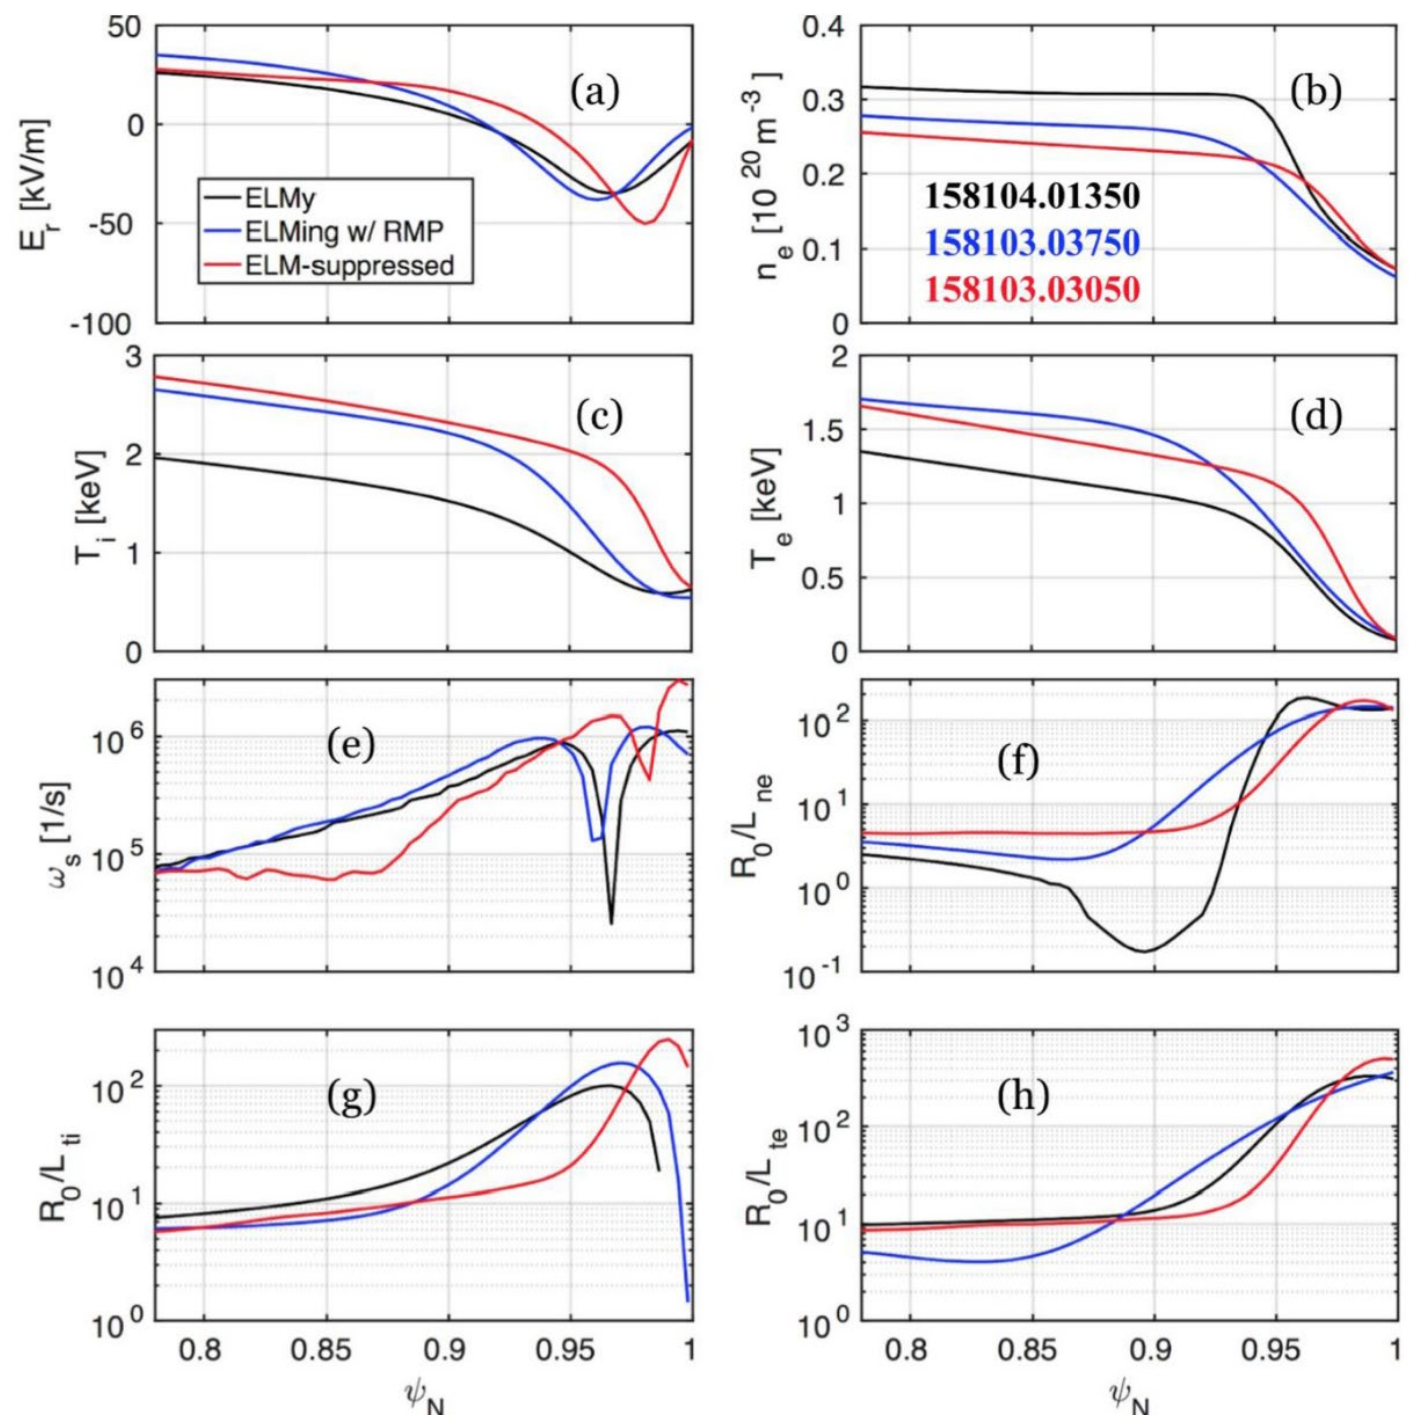 50
0
-50
-100
E_r [kV/m]
(a)
ELMy
ELMing w/ RMP
ELM-suppressed
0.4
0.3
0.2
0.1
0
n_e [10^20 m^-3]
(b)
158104.01350
158103.03750
158103.03050
3
2
1
0
T_i [keV]
(c)
2
1.5
1
0.5
0
T_e [keV]
(d)
10^6
10^5
10^4
ω_s [1/s]
(e)
10^2
10^1
10^0
10^-1
R_0/L_ne
(f)
10^2
10^1
10^0
R_0/L_ti
(g)
0.8 0.85 0.9 0.95 1
ψ_N
10^3
10^2
10^1
10^0
R_0/L_te
(h)
0.8 0.85 0.9 0.95 1
ψ_N